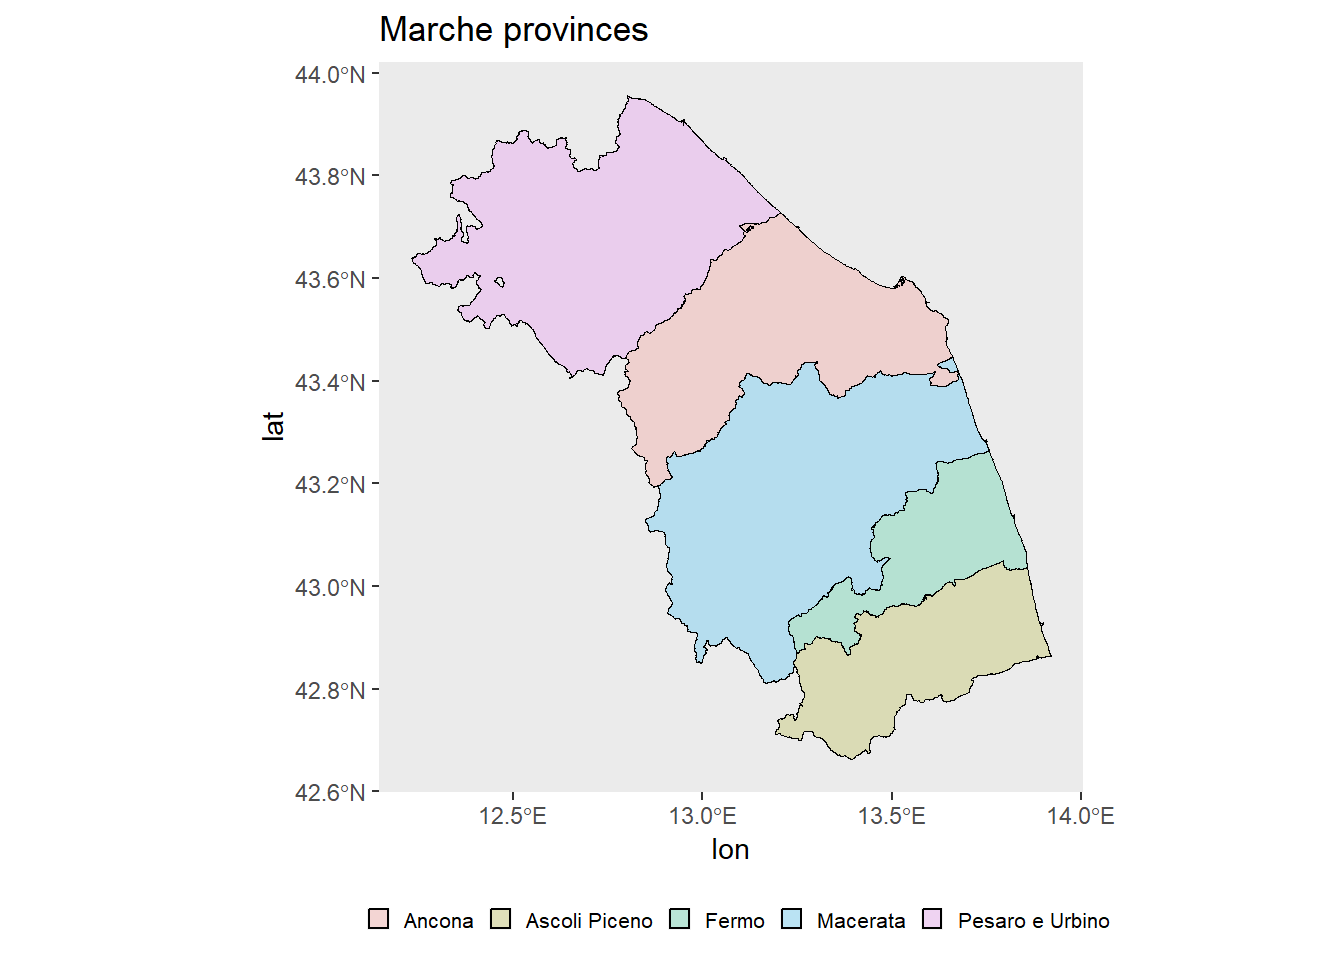 Marche provinces
44.0°N
43.8°N
43.6°N
43.4°N
43.2°N
43.0°N
42.8°N
42.6°N
lat
12.5°E 13.0°E 13.5°E 14.0°E
lon
Ancona Ascoli Piceno Fermo Macerata Pesaro e Urbino